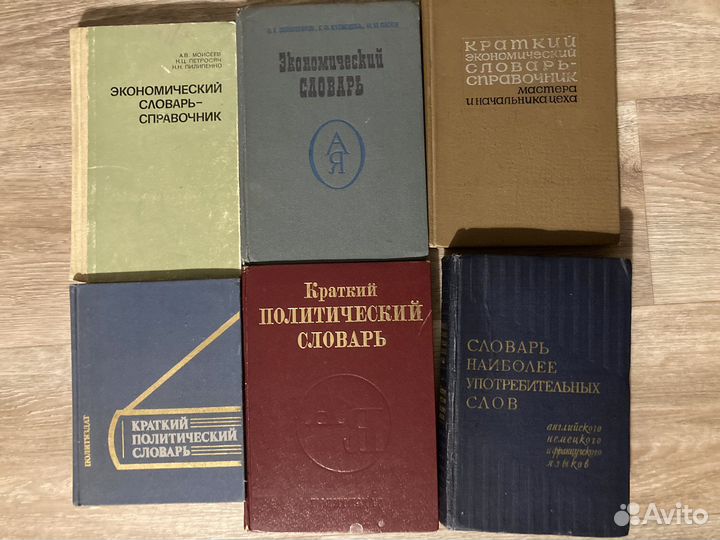 А.В. МОИСЕЕВ
Н.Ц. ПЕТРОСЯН
Н.Н. ПИЛИПЕНКО
ЭКОНОМИЧЕСКИЙ
СЛОВАРЬ-
СПРАВОЧНИК
Экономический
СЛОВАРЬ
А
Я
КРАТКИЙ
ЭКОНОМИЧЕСКИЙ
СЛОВАРЬ-
СПРАВОЧНИК
мастера
и начальника цеха
ПОЛИТИЗДАТ
КРАТКИЙ
ПОЛИТИЧЕСКИЙ
СЛОВАРЬ
Краткий
ПОЛИТИЧЕСКИЙ
СЛОВАРЬ
СЛОВАРЬ
НАИБОЛЕЕ
УПОТРЕБИТЕЛЬНЫХ
СЛОВ
английского
немецкого
и французского
языков
Avito